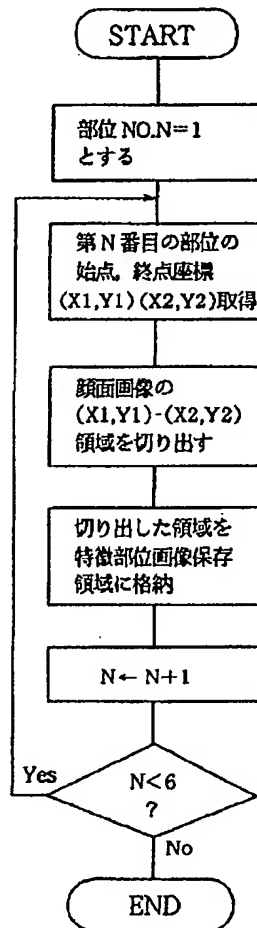 START
部位 NO.N=1
とする
第 N 番目の部位の
始点，終点座標
(X1,Y1) (X2,Y2)取得
顔面画像の
(X1,Y1)-(X2,Y2)
領域を切り出す
切り出した領域を
特徴部位画像保存
領域に格納
N← N+1
Yes
N<6
?
No
END